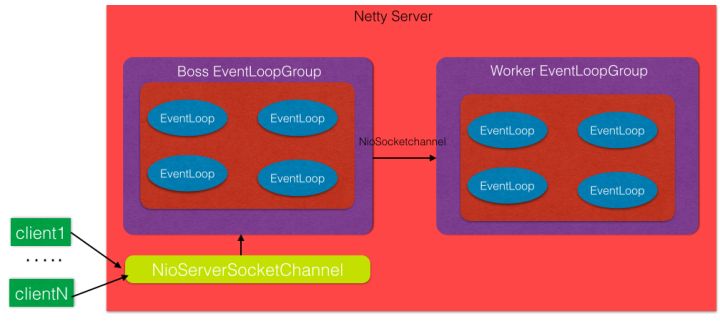 Netty Server
Boss EventLoopGroup
EventLoop
EventLoop
EventLoop
EventLoop
NioSocketchannel
Worker EventLoopGroup
EventLoop
EventLoop
EventLoop
EventLoop
client1
.....
clientN
NioServerSocketChannel